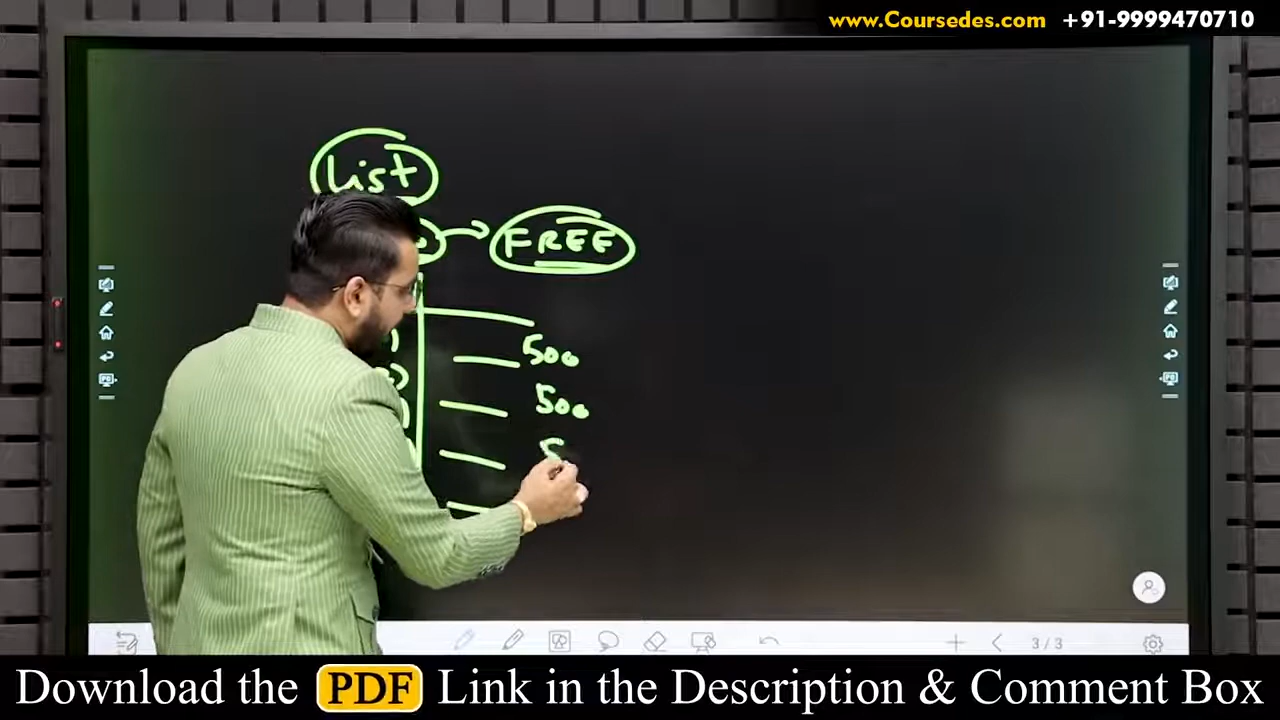 www.Coursedes.com +91-9999470710
List
FREE
500
500
3/3
Download the PDF Link in the Description & Comment Box